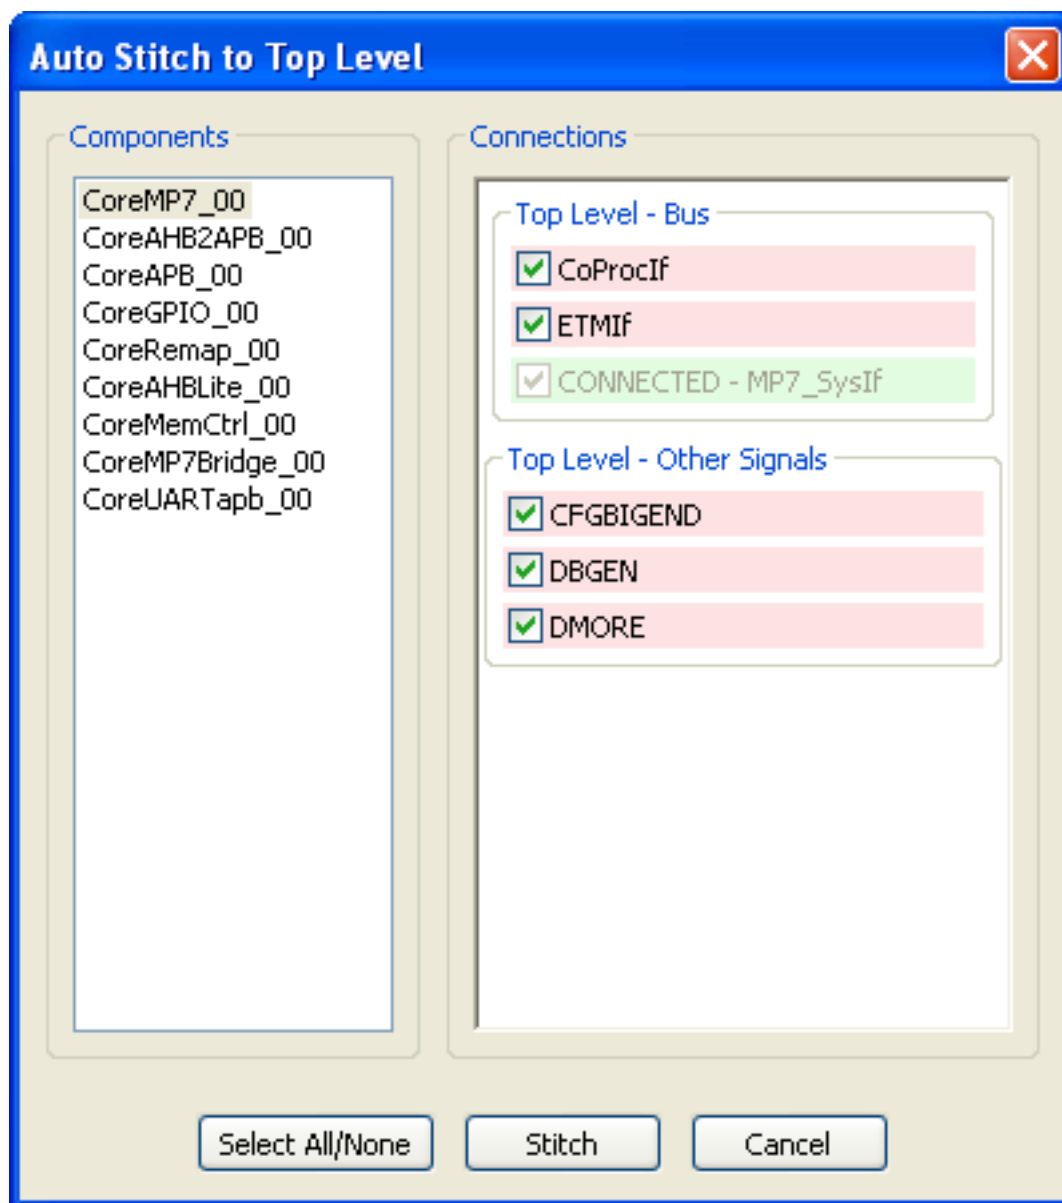 Auto Stitch to Top Level
Components
CoreMP7_00
CoreAHB2APB_00
CoreAPB_00
CoreGPIO_00
CoreRemap_00
CoreAHBLite_00
CoreMemCtrl_00
CoreMP7Bridge_00
CoreUARTapb_00
Connections
Top Level - Bus
CoProcIf
ETMIf
CONNECTED - MP7_SysIf
Top Level - Other Signals
CFGBIGEND
DBGEN
DMORE
Select All/None
Stitch
Cancel